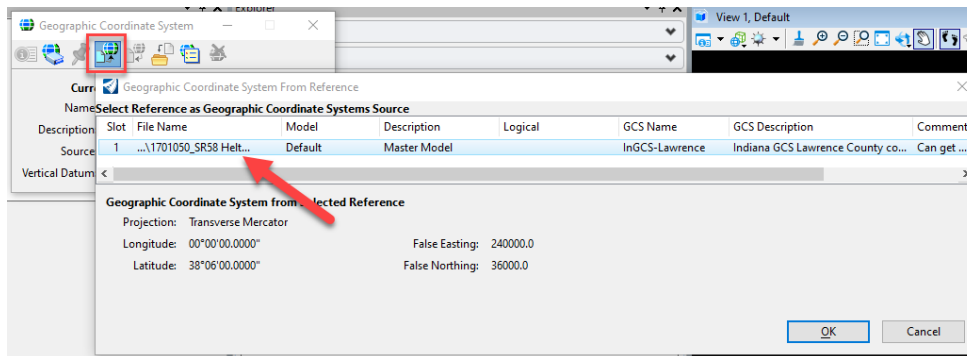 Explorer
Geographic Coordinate System
View 1, Default
Geographic Coordinate System From Reference
Name
Select Reference as Geographic Coordinate Systems Source
Description
Slot File Name Model Description Logical GCS Name GCS Description Comment
Source
1 ...\1701050_SR58 Helt... Default Master Model InGCS-Lawrence Indiana GCS Lawrence County co... Can get ...
Vertical Datum
Geographic Coordinate System from Selected Reference
Projection: Transverse Mercator
Longitude: 00°00'00.0000" False Easting: 240000.0
Latitude: 38°06'00.0000" False Northing: 36000.0
OK Cancel